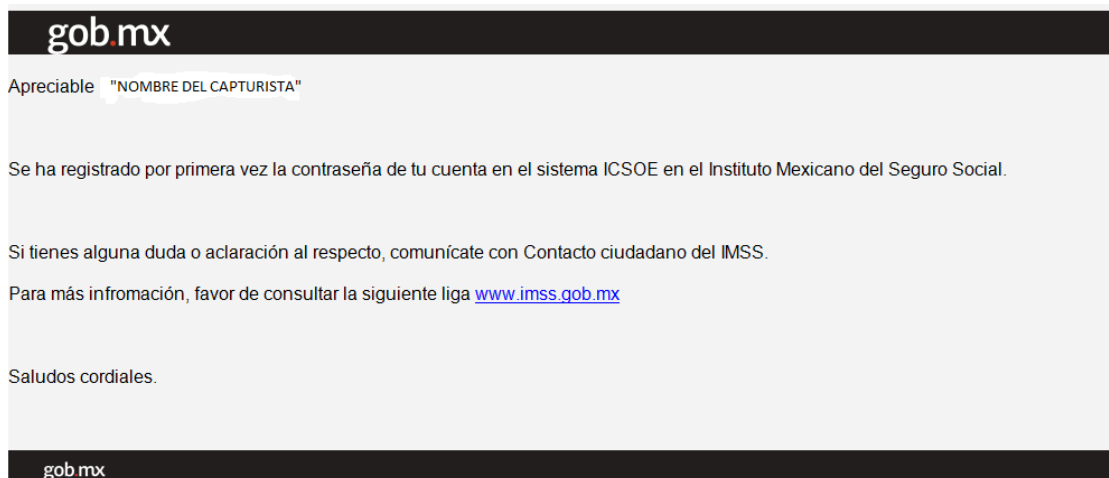 gob.mx
Apreciable "NOMBRE DEL CAPTURISTA"
Se ha registrado por primera vez la contraseña de tu cuenta en el sistema ICSOE en el Instituto Mexicano del Seguro Social.
Si tienes alguna duda o aclaración al respecto, comunícate con Contacto ciudadano del IMSS.
Para más infromación, favor de consultar la siguiente liga www.imss.gob.mx
Saludos cordiales.
gob.mx